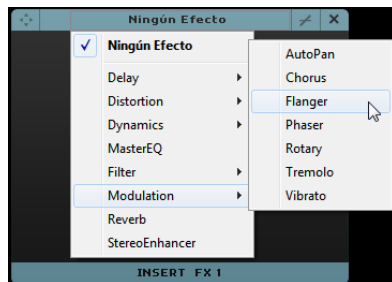 Ningún Efecto
Ningún Efecto
Delay
Distortion
Dynamics
MasterEQ
Filter
Modulation
Reverb
StereoEnhancer
AutoPan
Chorus
Flanger
Phaser
Rotary
Tremolo
Vibrato
INSERT FX 1